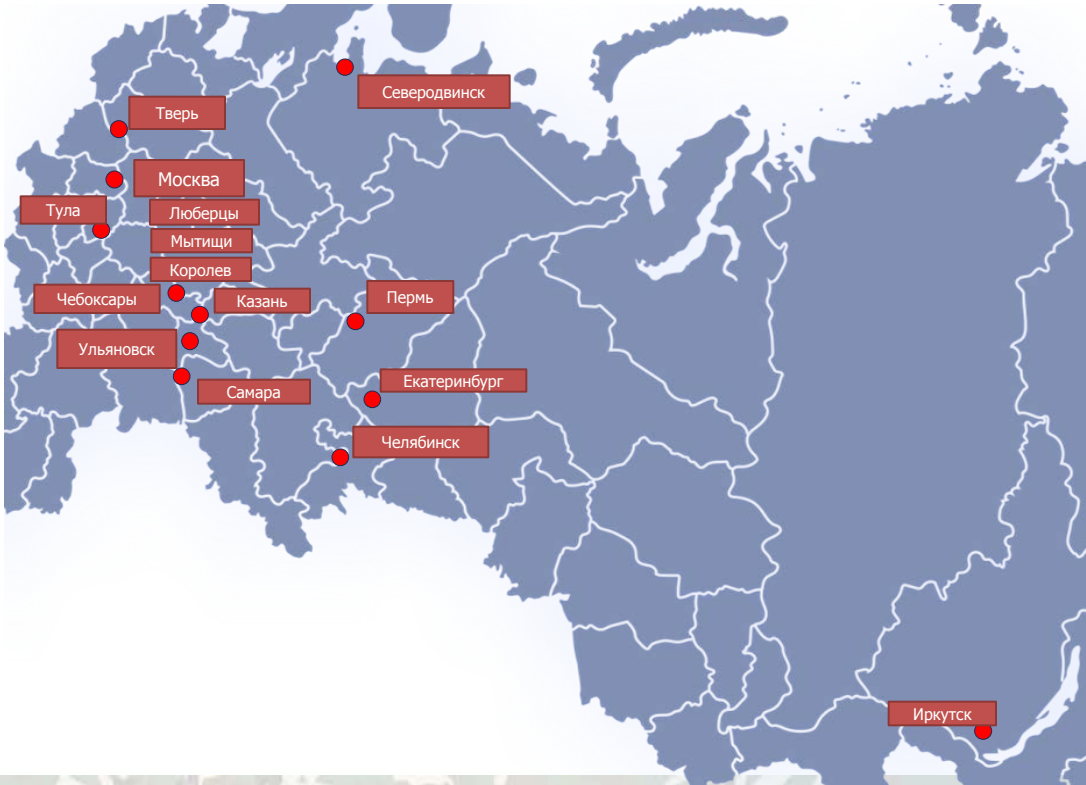 Северодвинск
Тверь
Москва
Тула
Люберцы
Мытищи
Королев
Чебоксары
Казань
Пермь
Ульяновск
Екатеринбург
Самара
Челябинск
Иркутск